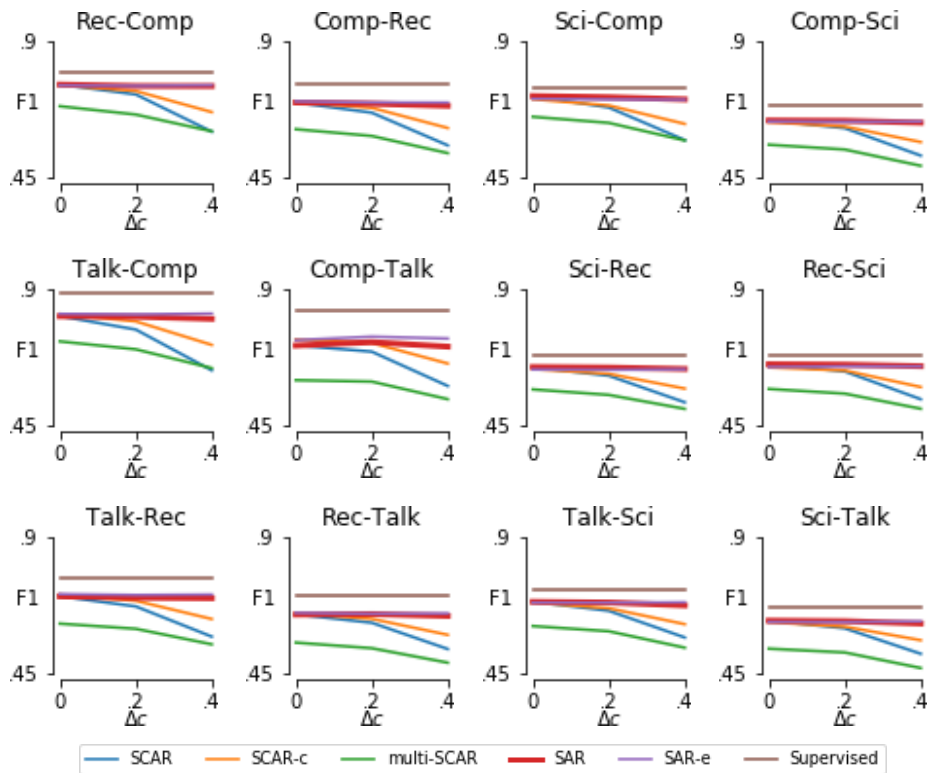 Rec-Comp Comp-Rec Sci-Comp Comp-Sci
.9 .9 .9 .9
F1 F1 F1 F1
.45 .45 .45 .45
0 .2 .4 0 .2 .4 0 .2 .4 0 .2 .4
Δc Δc Δc Δc
Talk-Comp Comp-Talk Sci-Rec Rec-Sci
.9 .9 .9 .9
F1 F1 F1 F1
.45 .45 .45 .45
0 .2 .4 0 .2 .4 0 .2 .4 0 .2 .4
Δc Δc Δc Δc
Talk-Rec Rec-Talk Talk-Sci Sci-Talk
.9 .9 .9 .9
F1 F1 F1 F1
.45 .45 .45 .45
0 .2 .4 0 .2 .4 0 .2 .4 0 .2 .4
Δc Δc Δc Δc
SCAR SCAR-c multi-SCAR SAR SAR-e Supervised